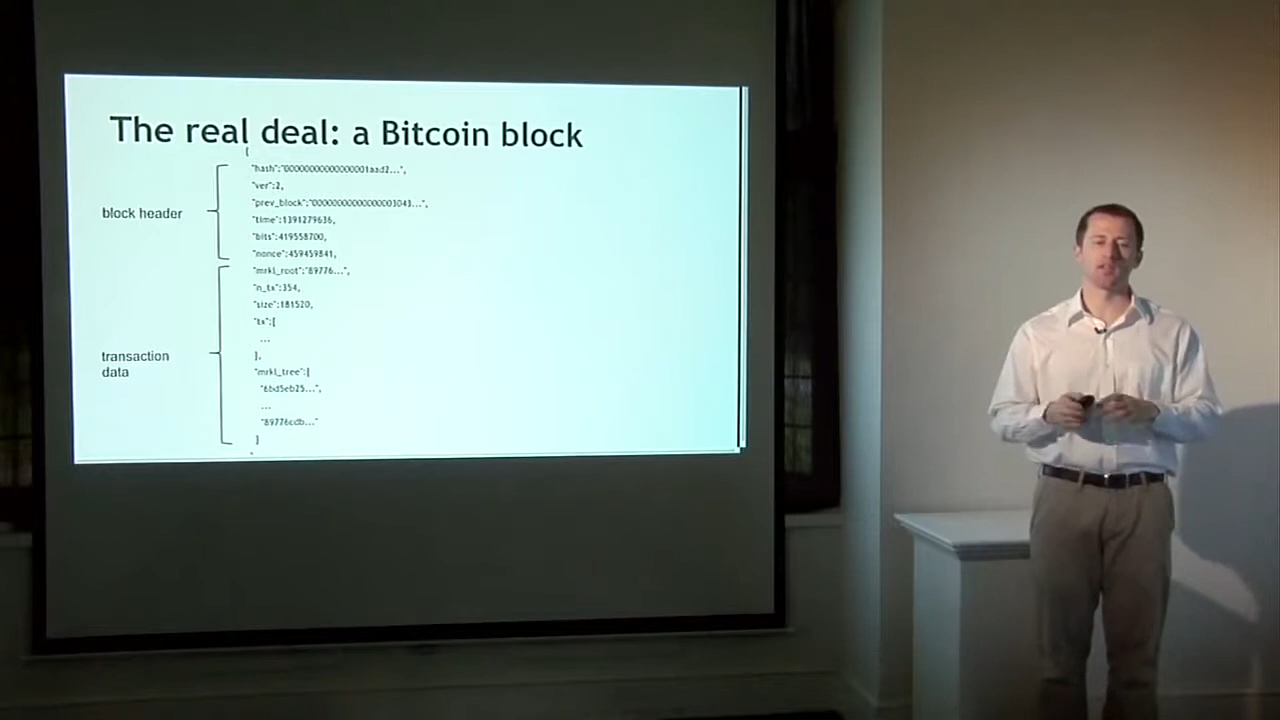 The real deal: a Bitcoin block
{
"hash":"00000000000000001aad2...",
"ver":2,
"prev_block":"00000000000000003043...",
"time":1391279636,
"bits":419558700,
"nonce":459459841,
block header
"mrkl_root":"89776...",
"n_tx":354,
"size":181520,
"tx":[
...
],
"mrkl_tree":[
"6bd5eb25...",
...
"89776cdb..."
]
transaction
data